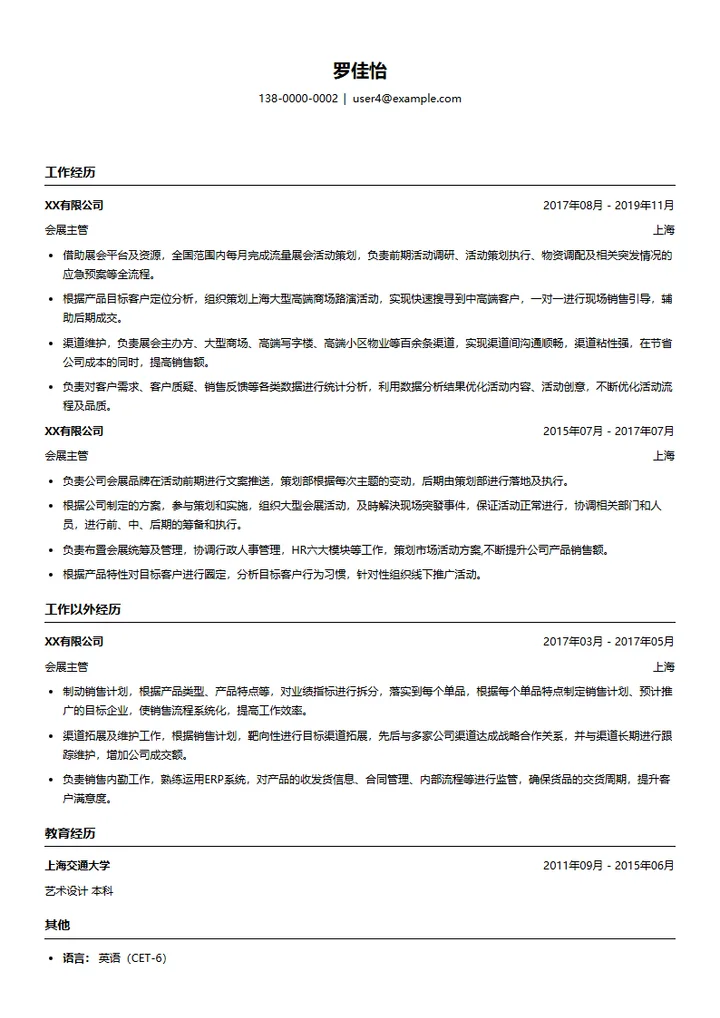 罗佳怡
138-0000-0002 | user4@example.com
工作经历
XX有限公司 2017年08月 - 2019年11月
会展主管 上海
• 借助展会平台及资源，全国范围内每月完成流量展会活动策划，负责前期活动调研、活动策划执行、物资调配及相关突发情况的
应急预案等全流程。
• 根据产品目标客户定位分析，组织策划上海大型高端商场路演活动，实现快速搜寻到中高端客户，一对一进行现场销售引导，辅
助后期成交。
• 渠道维护，负责展会主办方、大型商场、高端写字楼、高端小区物业等百余条渠道，实现渠道间沟通顺畅，渠道粘性强，在节省
公司成本的同时，提高销售额。
• 负责对客户需求、客户质疑、销售反馈等各类数据进行统计分析，利用数据分析结果优化活动内容、活动创意，不断优化活动流
程及品质。
XX有限公司 2015年07月 - 2017年07月
会展主管 上海
• 负责公司会展品牌在活动前期进行文案推送，策划部根据每次主题的变动，后期由策划部进行落地及执行。
• 根据公司制定的方案，参与策划和实施，组织大型会展活动，及時解決现场突發事件，保证活动正常进行，协调相关部门和人
员，进行前、中、后期的筹备和执行。
• 负责布置会展统筹及管理，协调行政人事管理，HR六大模块等工作，策划市场活动方案,不断提升公司产品销售额。
• 根据产品特性对目标客户进行圆定，分析目标客户行为习惯，针对性组织线下推广活动。
工作以外经历
XX有限公司 2017年03月 - 2017年05月
会展主管 上海
• 制动销售计划，根据产品类型、产品特点等，对业绩指标进行拆分，落实到每个单品，根据每个单品特点制定销售计划、预计推
广的目标企业，使销售流程系统化，提高工作效率。
• 渠道拓展及维护工作，根据销售计划，靶向性进行目标渠道拓展，先后与多家公司渠道达成战略合作关系，并与渠道长期进行跟
踪维护，增加公司成交额。
• 负责销售内勤工作，熟练运用ERP系统，对产品的收发货信息、合同管理、内部流程等进行监管，确保货品的交货周期，提升客
户满意度。
教育经历
上海交通大学 2011年09月 - 2015年06月
艺术设计 本科
其他
• 语言： 英语（CET-6）